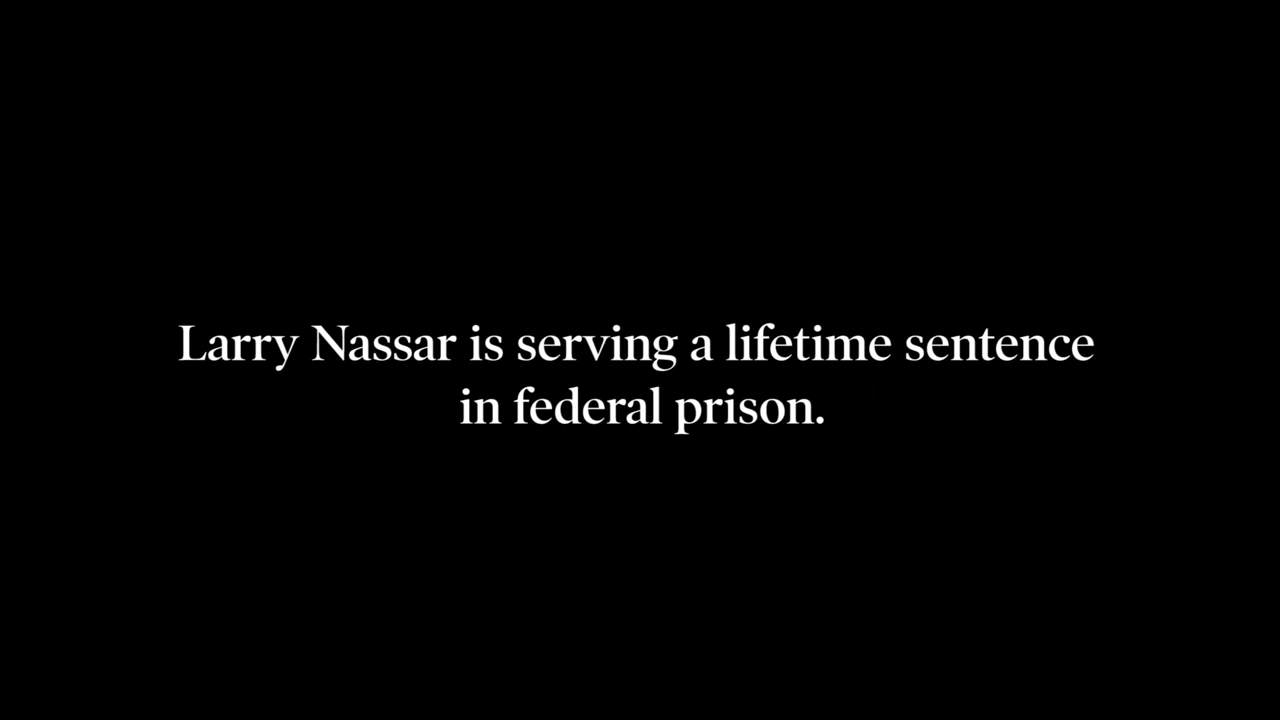 Larry Nassar is serving a lifetime sentence
in federal prison.